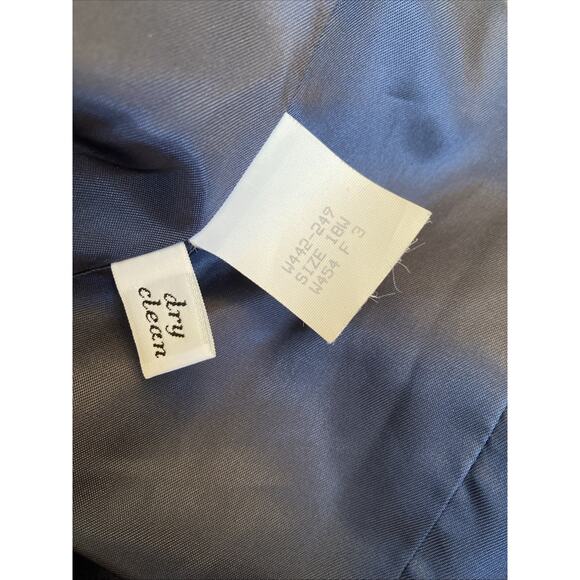 W442-249
SIZE 18W
W454 F 3
dry
clean